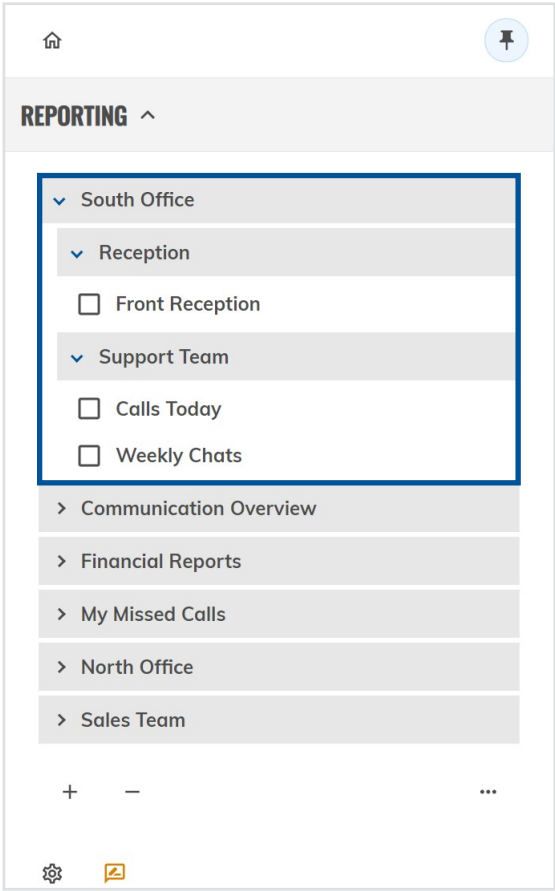 REPORTING
South Office
Reception
Front Reception
Support Team
Calls Today
Weekly Chats
Communication Overview
Financial Reports
My Missed Calls
North Office
Sales Team